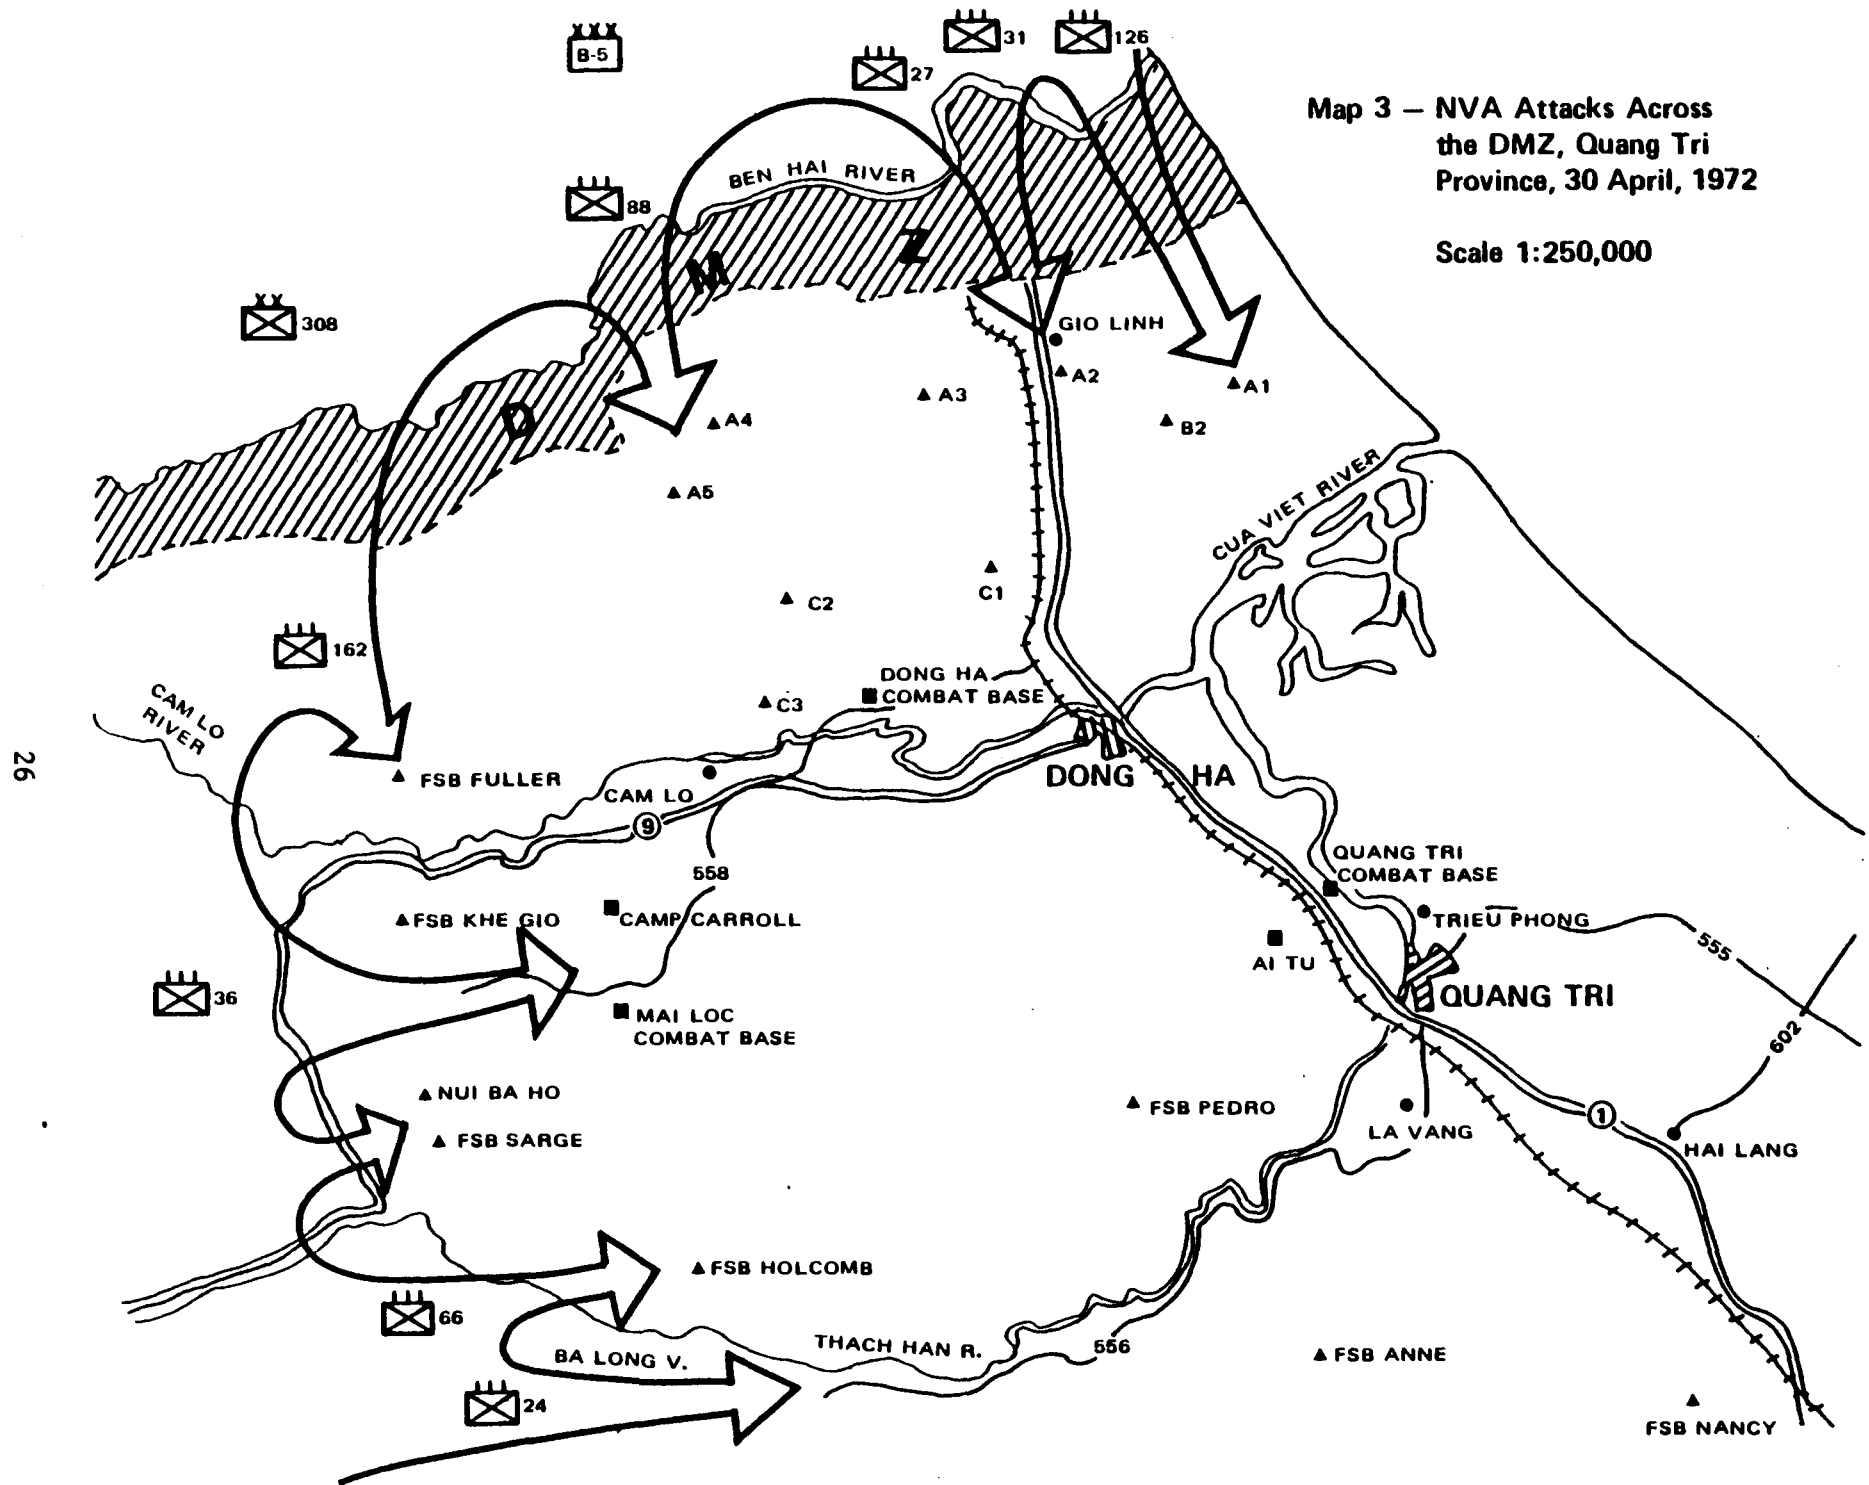 Map 3 — NVA Attacks Across
the DMZ, Quang Tri
Province, 30 April, 1972
Scale 1:250,000
XXX
B-5
31
126
27
88
XX
308
162
36
66
24
BEN HAI RIVER
D M Z
GIO LINH
A2
A1
B2
A3
A4
A5
CUA VIET RIVER
C1
C2
C3
DONG HA
COMBAT BASE
CAM LO
RIVER
FSB FULLER
CAM LO
9
DONG HA
558
QUANG TRI
COMBAT BASE
FSB KHE GIO
CAMP CARROLL
TRIEU PHONG
555
AI TU
QUANG TRI
602
MAI LOC
COMBAT BASE
NUI BA HO
FSB SARGE
FSB PEDRO
LA VANG
1
HAI LANG
FSB HOLCOMB
BA LONG V.
THACH HAN R.
556
FSB ANNE
FSB NANCY
26